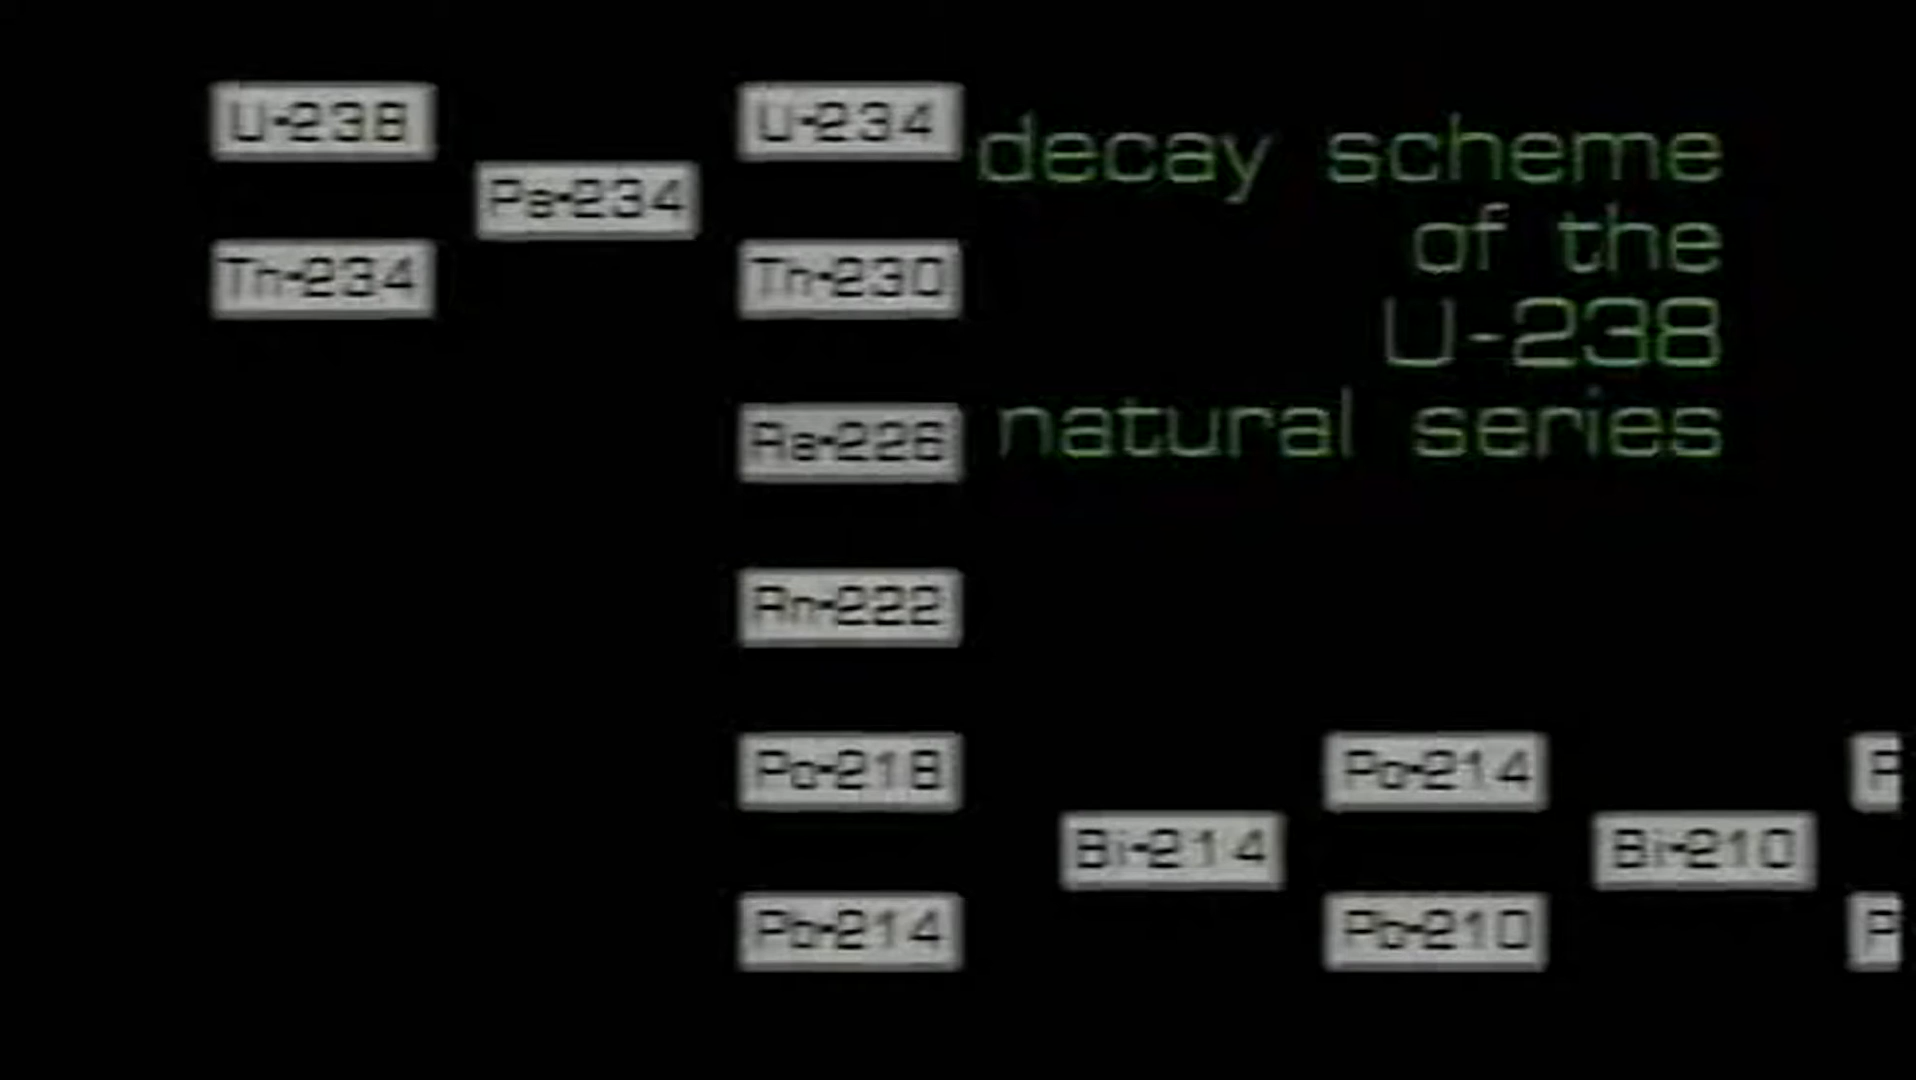 U-238
U-234
decay scheme
Pa-234
of the
Th-234
Th-230
U-238
natural series
Ra-226
Rn-222
Po-218
Po-214
P
Bi-214
Bi-210
Pb-214
Pb-210
P